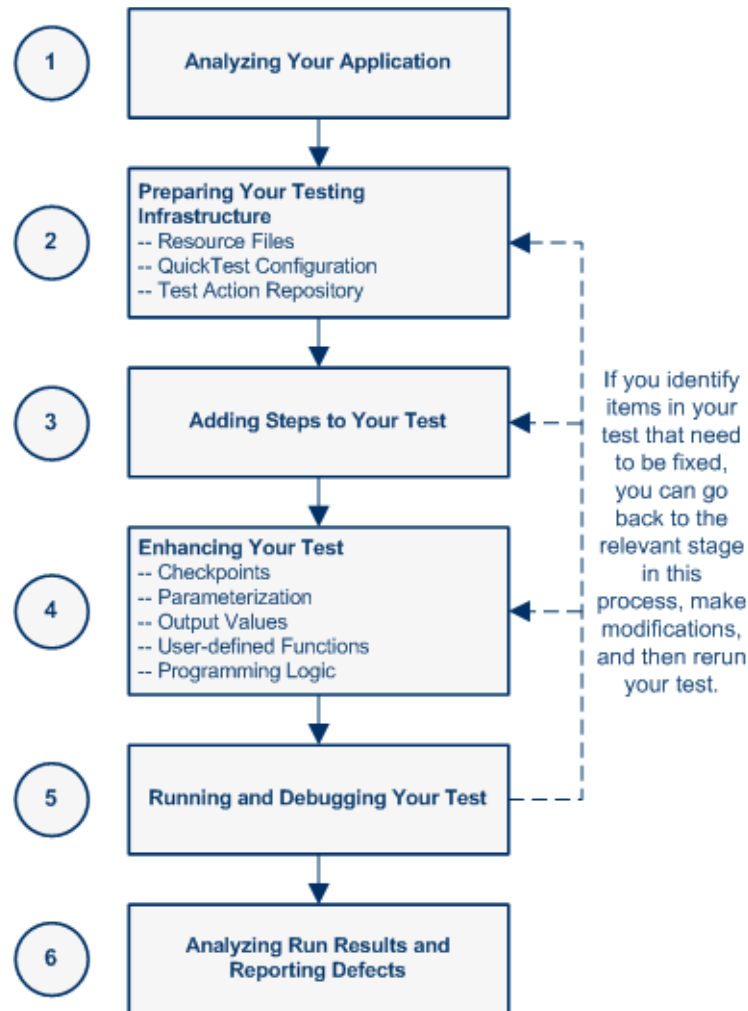 1
Analyzing Your Application
2
Preparing Your Testing
Infrastructure
-- Resource Files
-- QuickTest Configuration
-- Test Action Repository
3
Adding Steps to Your Test
4
Enhancing Your Test
-- Checkpoints
-- Parameterization
-- Output Values
-- User-defined Functions
-- Programming Logic
If you identify
items in your
test that need
to be fixed,
you can go
back to the
relevant stage
in this
process, make
modifications,
and then rerun
your test.
5
Running and Debugging Your Test
6
Analyzing Run Results and
Reporting Defects